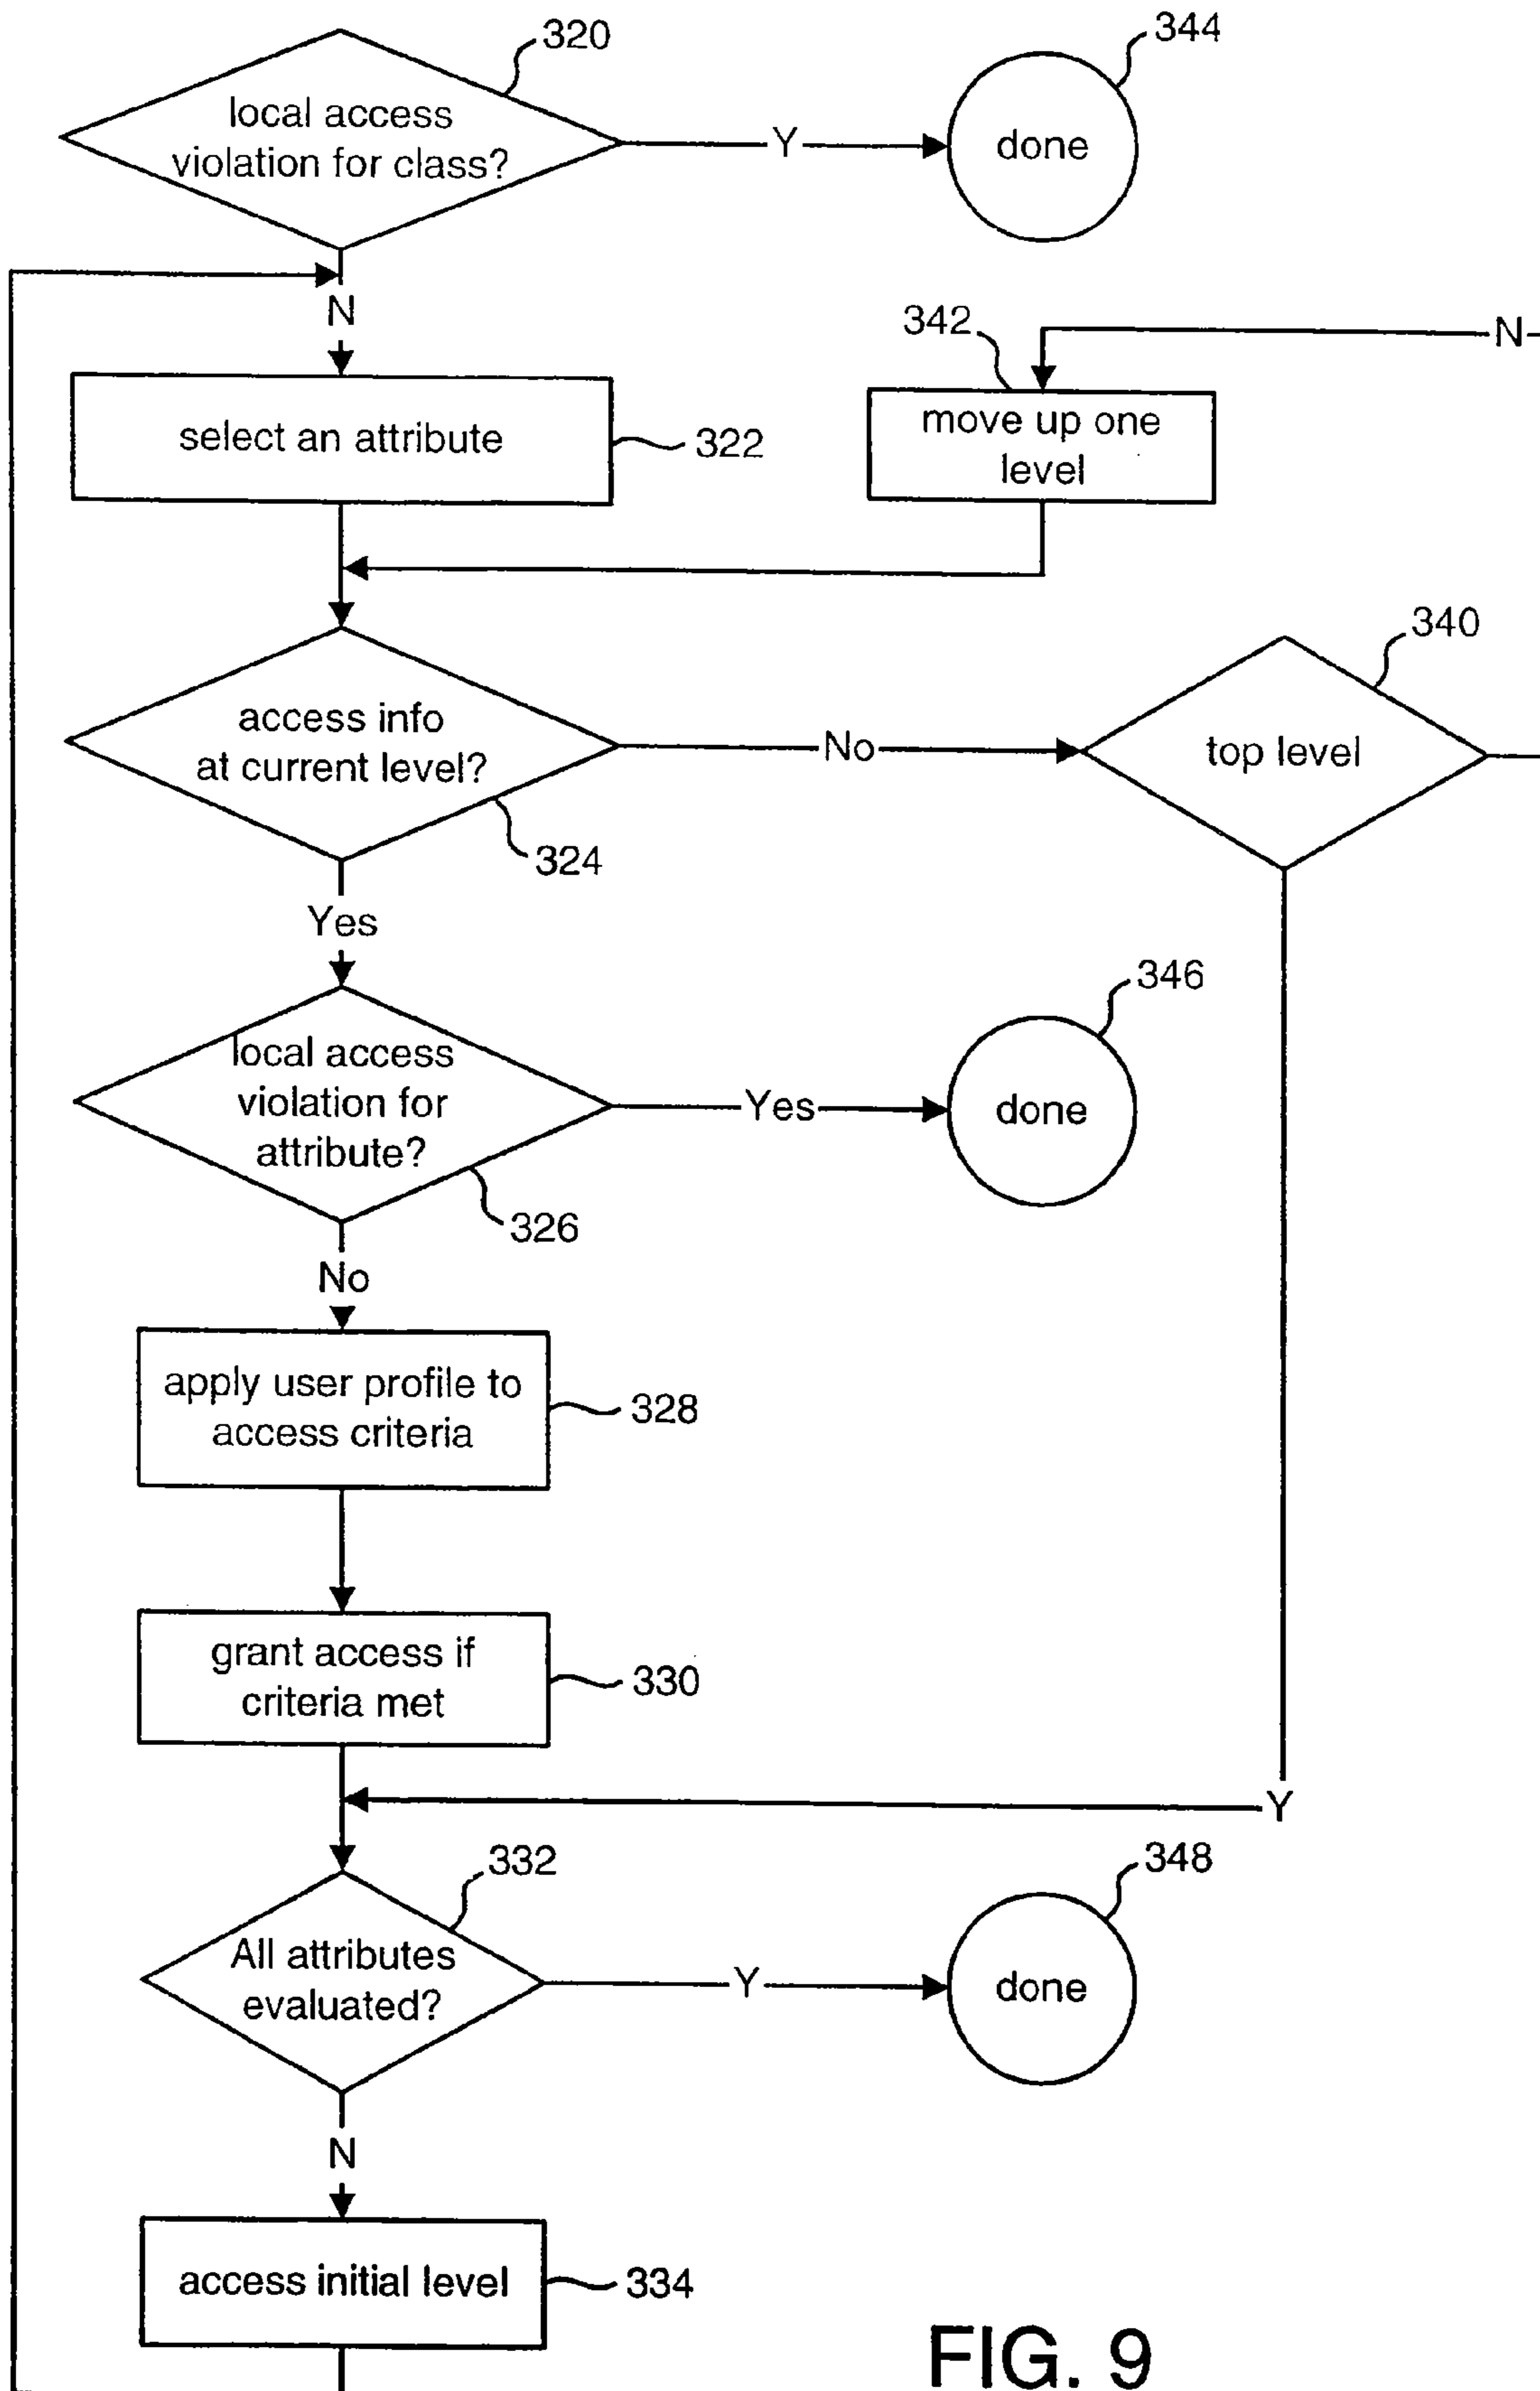 320
344
local access
violation for class?
Y
done
N
342
N
select an attribute
322
move up one
level
340
access info
at current level?
No
top level
324
Yes
346
local access
violation for
attribute?
Yes
done
326
No
apply user profile to
access criteria
328
grant access if
criteria met
330
Y
332
348
All attributes
evaluated?
Y
done
N
access initial level
334
FIG. 9